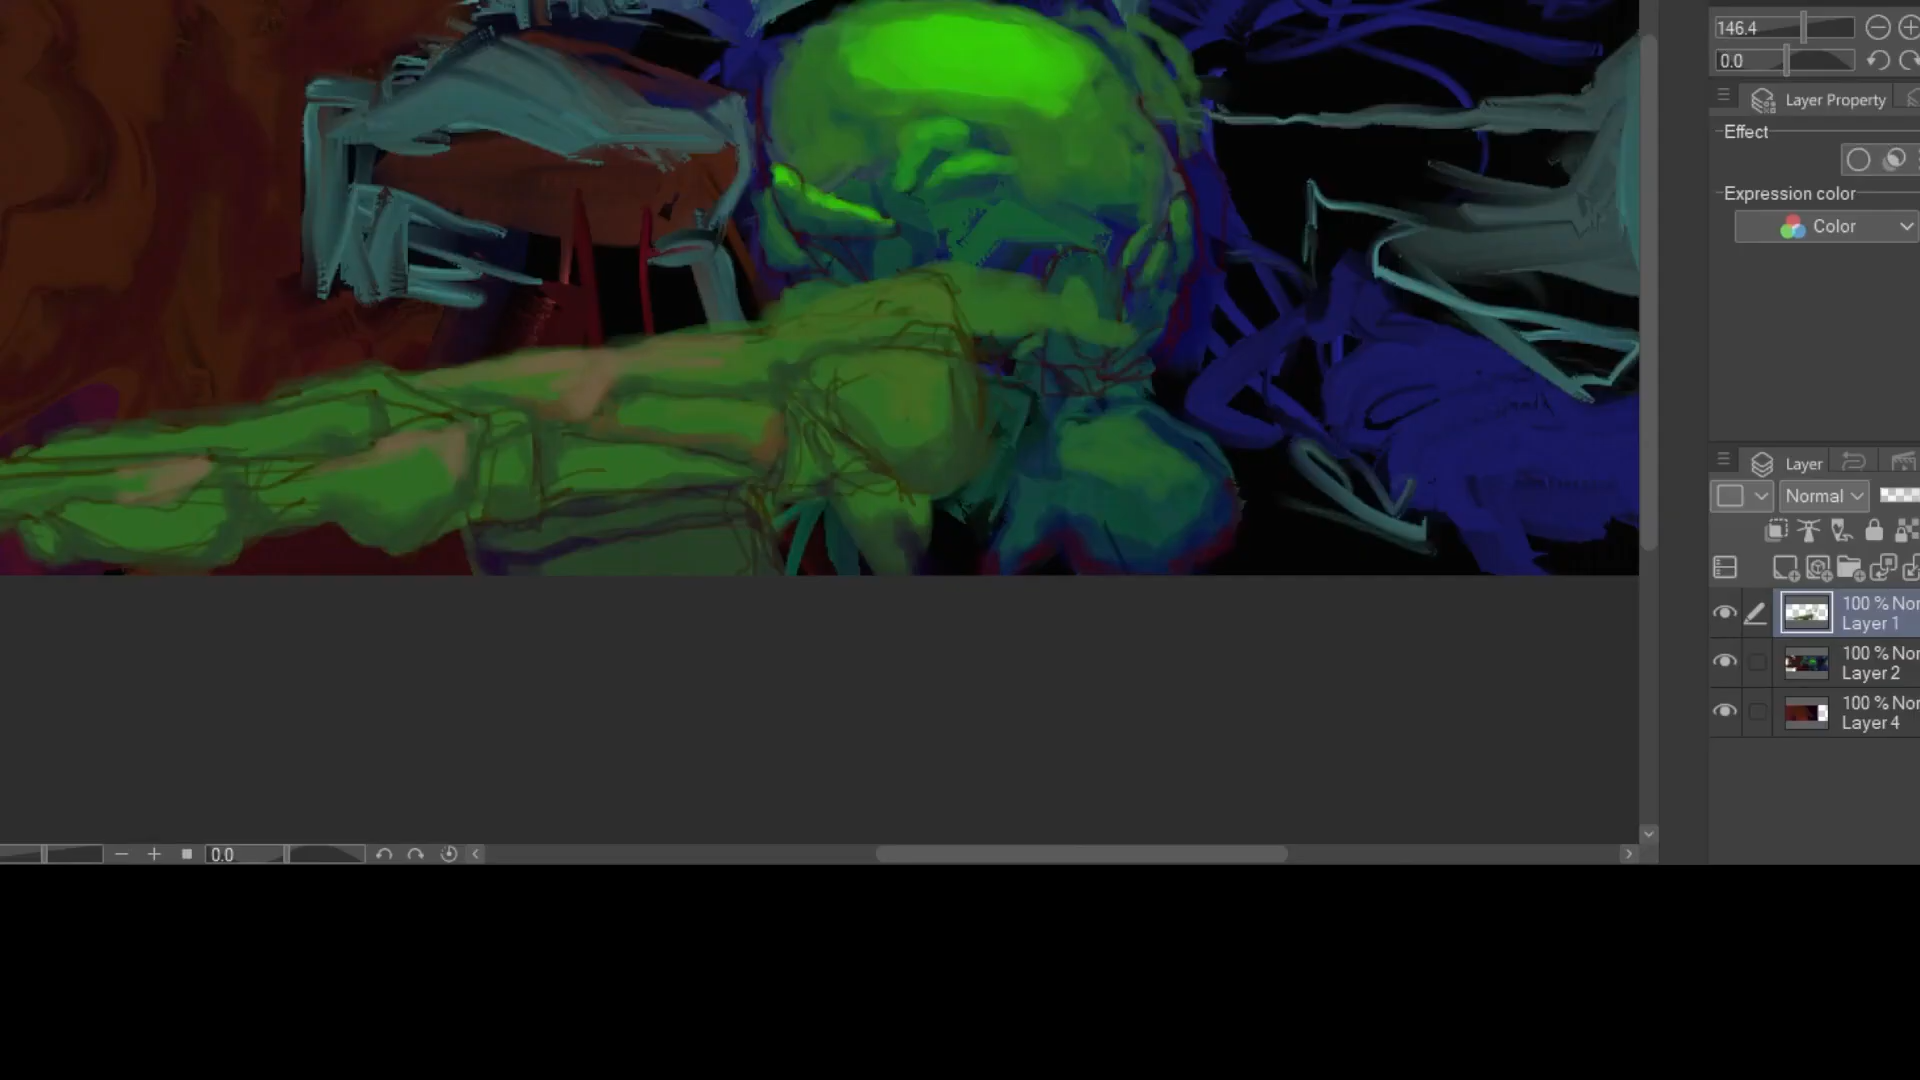 146.4
0.0
Layer Property
Effect
Expression color
Color
Layer
Normal
100 % Nor
Layer 1
100 % Nor
Layer 2
100 % Nor
Layer 4
0.0